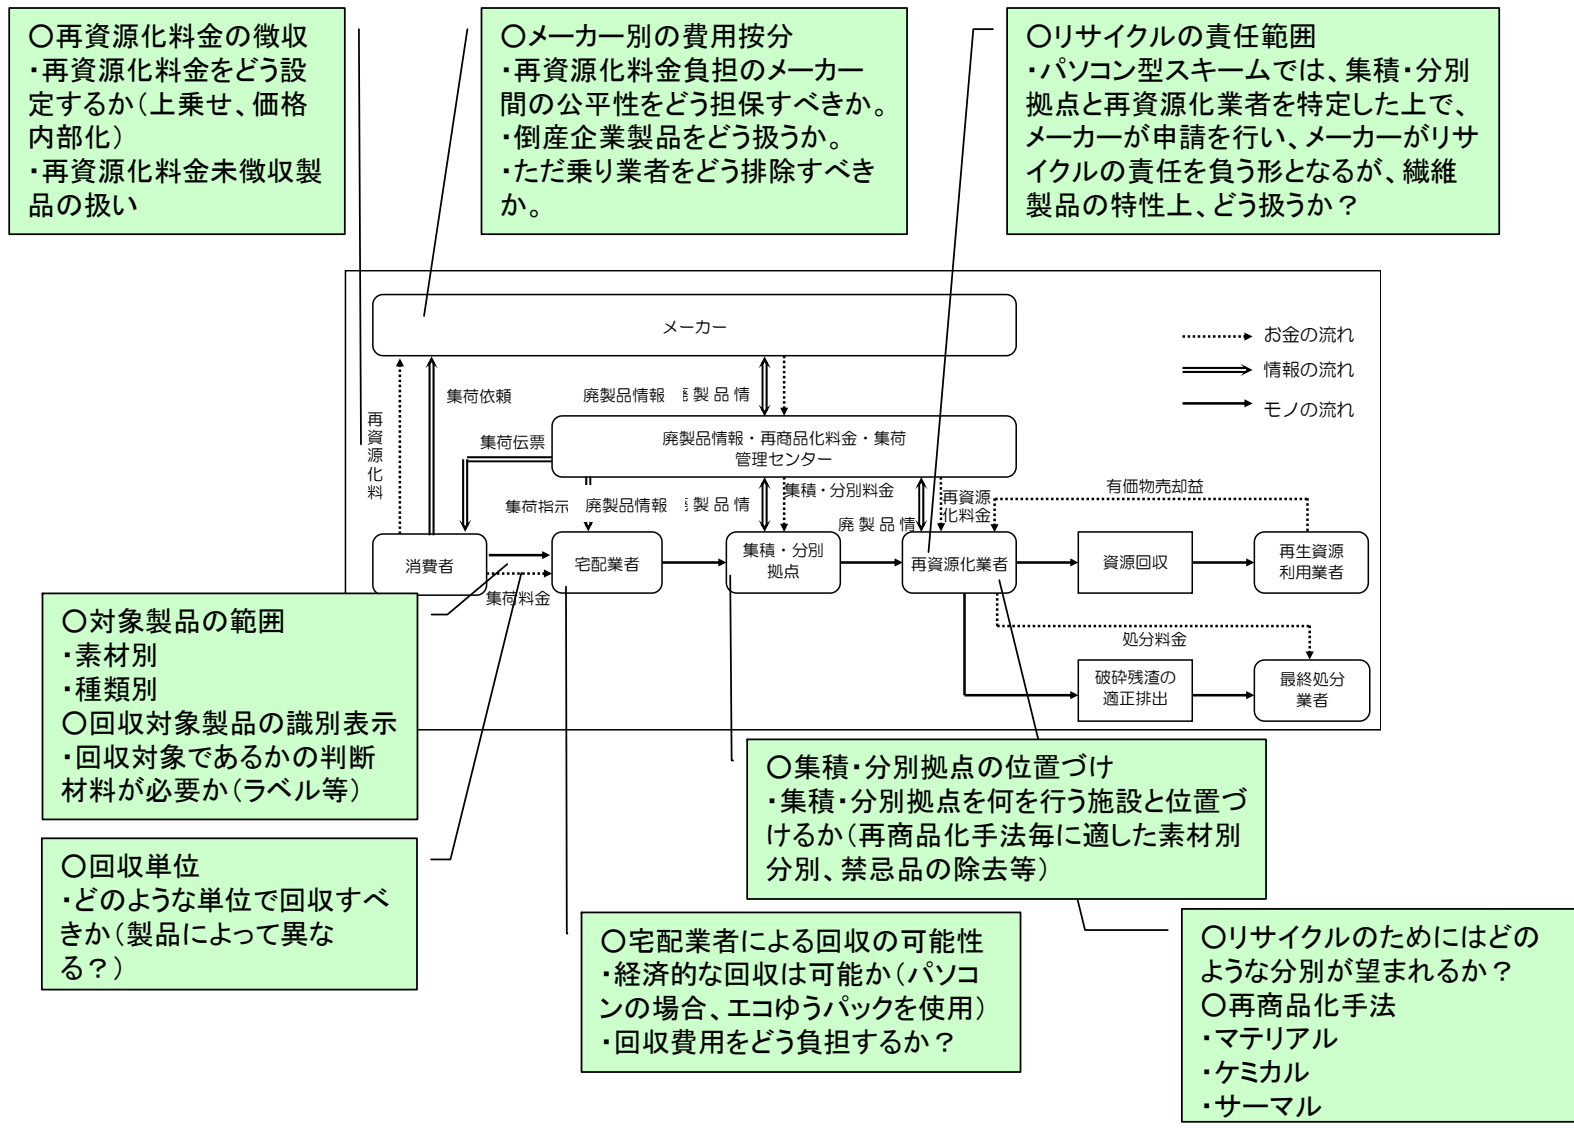 〇再資源化料金の徴収
・再資源化料金をどう設
定するか（上乗せ、価格
内部化）
・再資源化料金未徴収製
品の扱い
〇メーカー別の費用按分
・再資源化料金負担のメーカー
間の公平性をどう担保すべきか。
・倒産企業製品をどう扱うか。
・ただ乗り業者をどう排除すべき
か。
〇リサイクルの責任範囲
・パソコン型スキームでは、集積・分別
拠点と再資源化業者を特定した上で、
メーカーが申請を行い、メーカーがリサ
イクルの責任を負う形となるが、繊維
製品の特性上、どう扱うか？
メーカー
お金の流れ
情報の流れ
モノの流れ
再資源化料
集荷依頼
廃製品情報
廃製品情
集荷伝票
廃製品情報・再商品化料金・集荷
管理センター
集荷指示
廃製品情報
廃製品情
集積・分別料金
廃製品情
再資源
化料金
有価物売却益
消費者
宅配業者
集積・分別
拠点
再資源化業者
資源回収
再生資源
利用業者
集荷料金
処分料金
破砕残渣の
適正排出
最終処分
業者
〇対象製品の範囲
・素材別
・種類別
〇回収対象製品の識別表示
・回収対象であるかの判断
材料が必要か（ラベル等）
〇集積・分別拠点の位置づけ
・集積・分別拠点を何を行う施設と位置づ
けるか（再商品化手法毎に適した素材別
分別、禁忌品の除去等）
〇回収単位
・どのような単位で回収すべ
きか（製品によって異な
る？）
〇宅配業者による回収の可能性
・経済的な回収は可能か（パソコ
ンの場合、エコゆうパックを使用）
・回収費用をどう負担するか？
〇リサイクルのためにはどの
ような分別が望まれるか？
〇再商品化手法
・マテリアル
・ケミカル
・サーマル